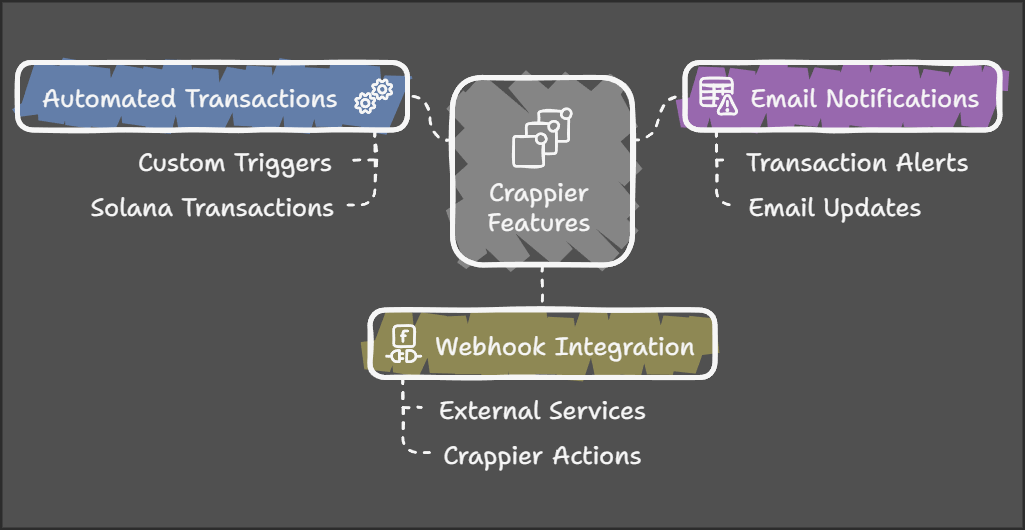 Automated Transactions
Custom Triggers
Solana Transactions
Crappier
Features
Email Notifications
Transaction Alerts
Email Updates
f
Webhook Integration
External Services
Crappier Actions